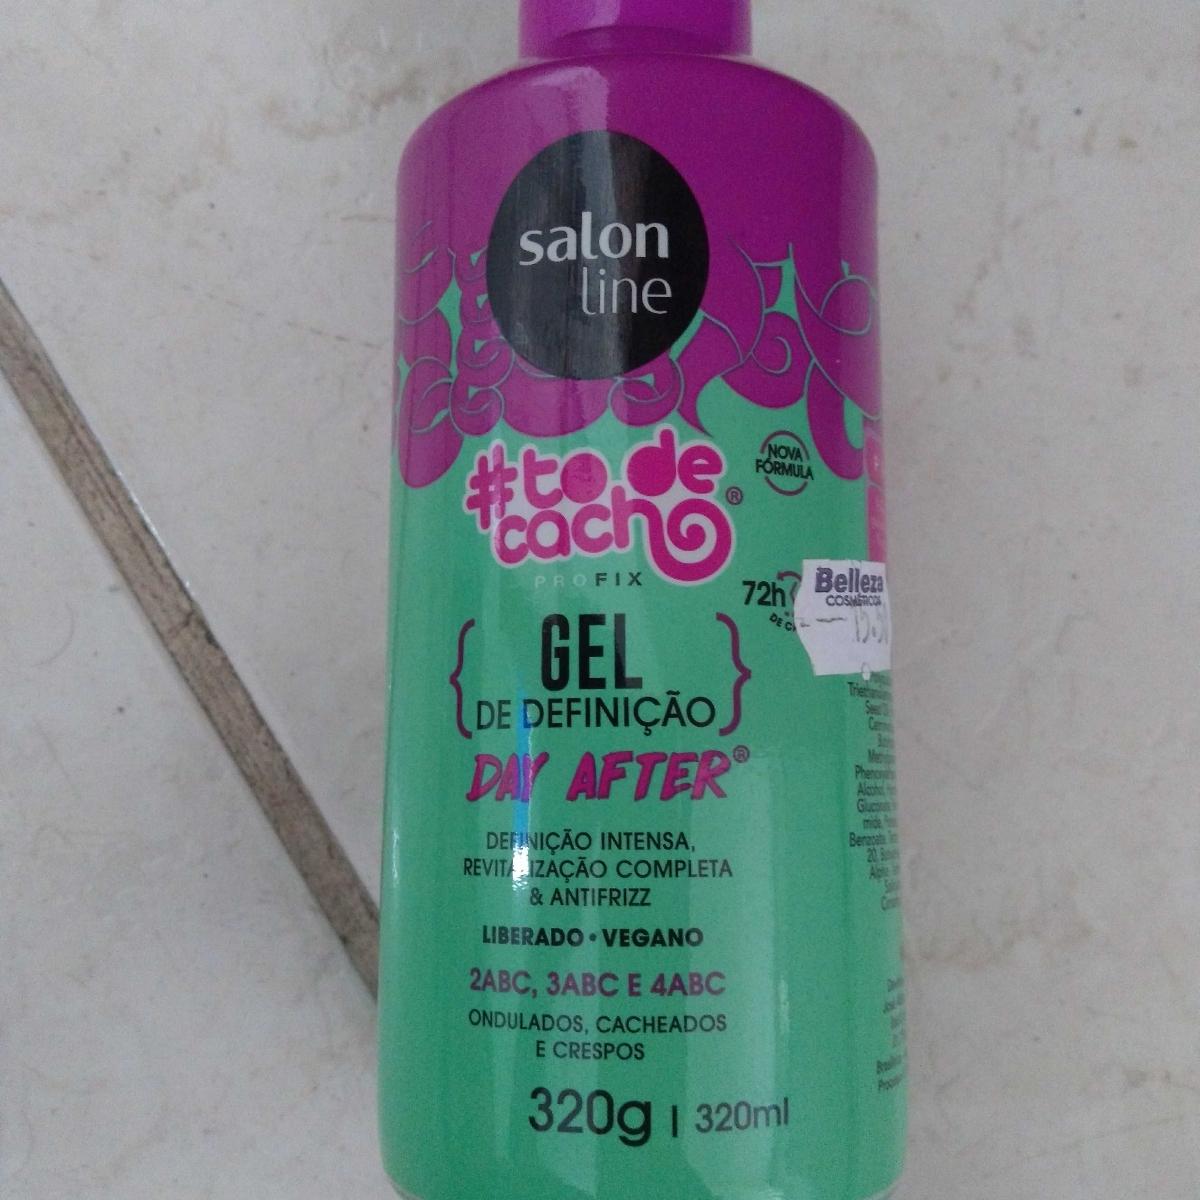 salon
line
#to de
cacho®
PROFIX
NOVA
FÓRMULA
72h
Belleza
COSMÉTICOS
GEL
DE DEFINIÇÃO
DAY AFTER®
DEFINIÇÃO INTENSA,
REVITALIZAÇÃO COMPLETA
& ANTIFRIZZ
LIBERADO • VEGANO
2ABC, 3ABC E 4ABC
ONDULADOS, CACHEADOS
E CRESPOS
320g | 320ml